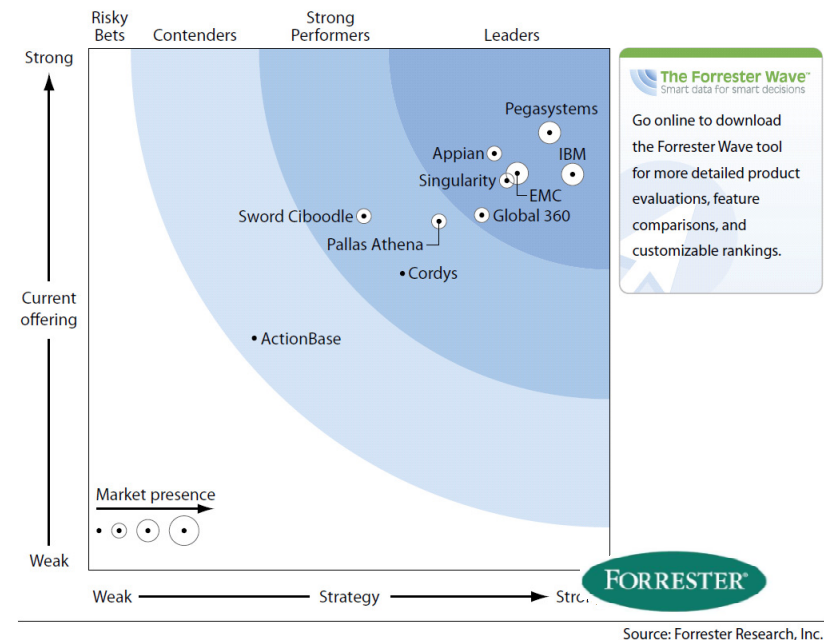 Risky
Bets
Contenders
Strong
Performers
Leaders
Strong
The Forrester Wave™
Smart data for smart decisions
Go online to download
the Forrester Wave tool
for more detailed product
evaluations, feature
comparisons, and
customizable rankings.
Pegasystems
Appian
IBM
Singularity
EMC
Sword Ciboodle
Global 360
Pallas Athena
Cordys
Current
offering
ActionBase
Market presence
Weak
Weak
Strategy
FORRESTER®
Source: Forrester Research, Inc.